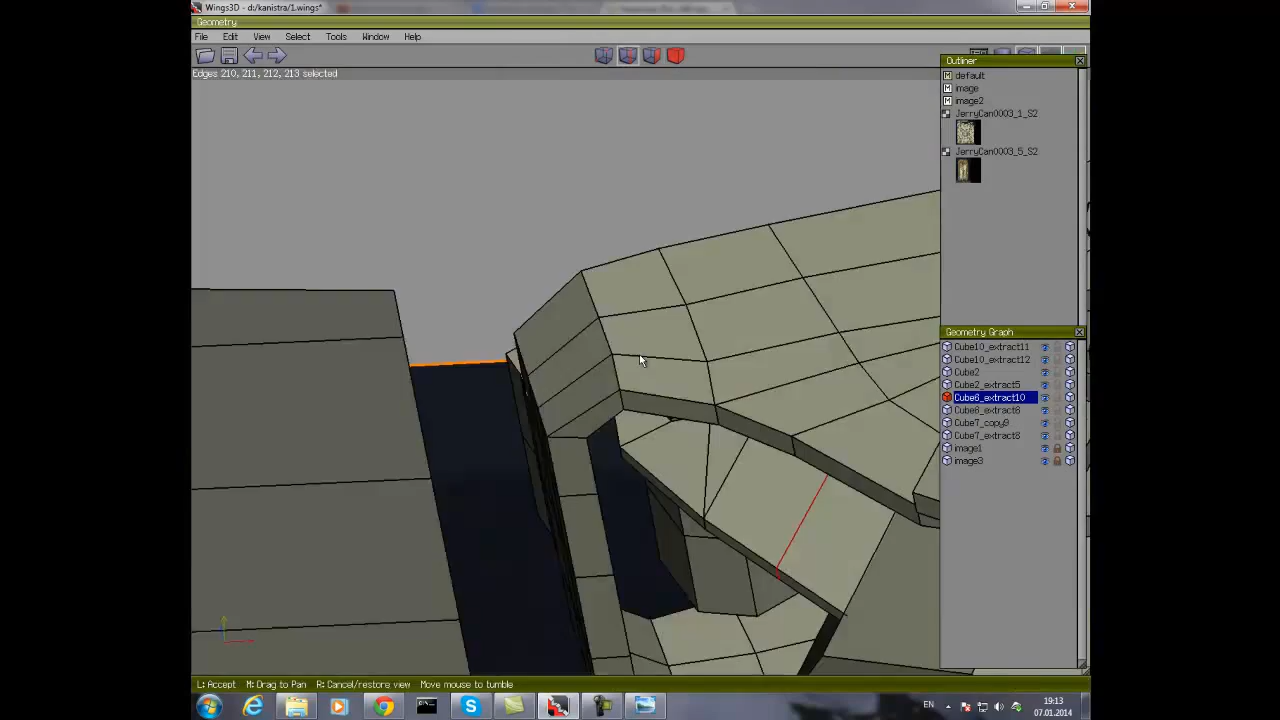 Wings3D - d:/kanistra/1.wings*
Geometry
File Edit View Select Tools Window Help
Edges 210, 211, 212, 213 selected
Outliner
default
image
image2
JerryCan0003_1_S2
JerryCan0003_5_S2
Geometry Graph
Cube10_extract11
Cube10_extract12
Cube2
Cube2_extract5
Cube6_extract10
Cube6_extract6
Cube7_copy9
Cube7_extract8
image1
image3
L: Accept M: Drag to Pan R: Cancel/restore view Move mouse to tumble
EN
19:13
07.01.2014